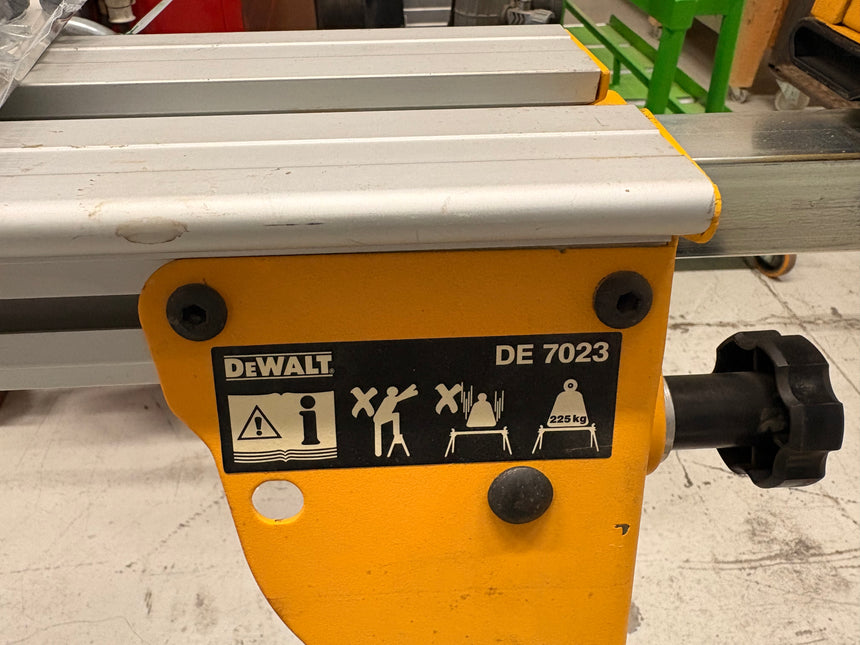 DEWALT
DE 7023
i
225 kg